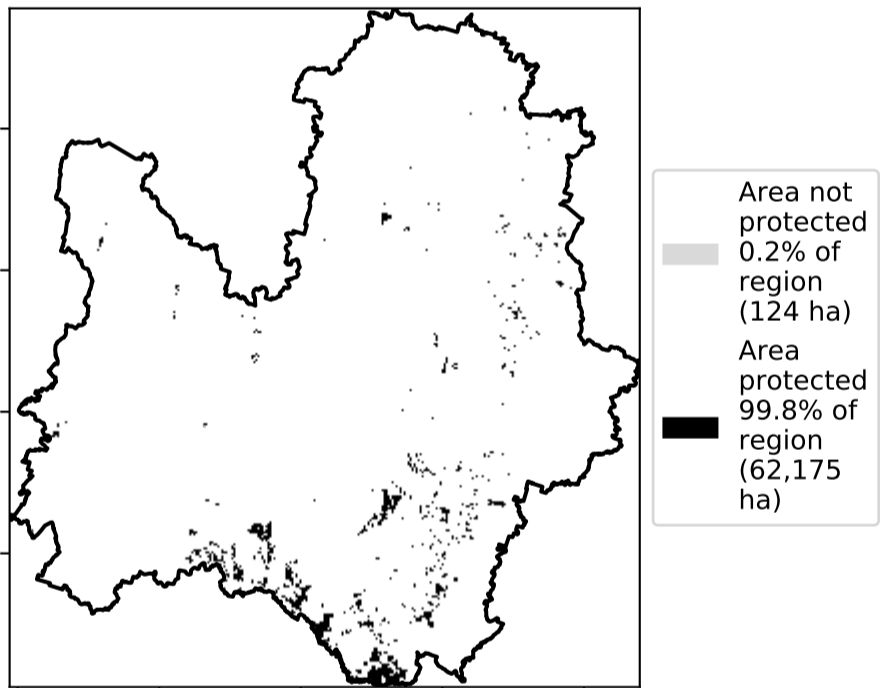 Area not
protected
0.2% of
region
(124 ha)
Area
protected
99.8% of
region
(62,175
ha)